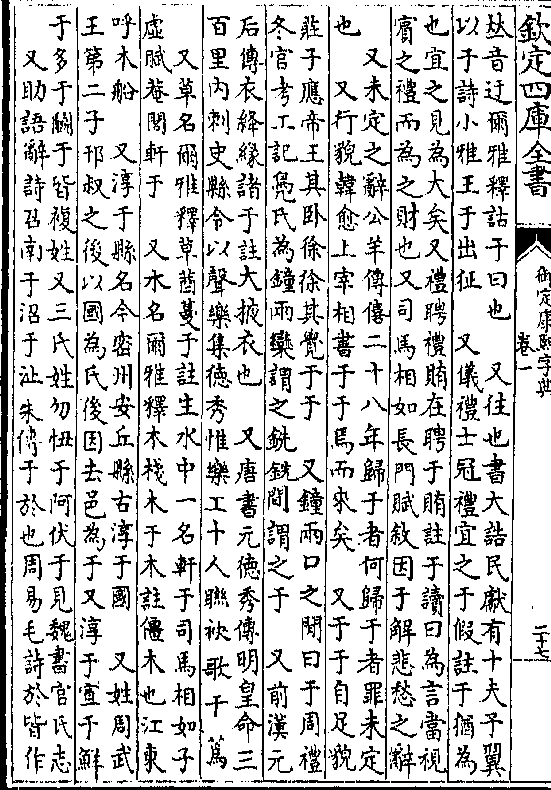 欽定四庫全書
御定康熙字典
卷一
二十七
𡗗音迂爾雅釋詁于曰也　又往也書大誥民獻有十夫予翼
以于詩小雅王于出征　又儀禮士冠禮宜之于假註于猶為
也宜之見為大矣又禮聘禮賄在聘于賄註于讀曰為言當視
賓之禮而為之財也又司馬相如長門賦敘因于解悲愁之辭
又未定之辭公羊傳僖二十八年歸于者何歸于者罪未定
也　又行貌韓愈上宰相書于于焉而來矣　又于于自足貌
莊子應帝王其臥徐徐其覺于于　又鐘兩口之閒曰于周禮
冬官考工記鳧氏為鐘兩欒謂之銑銑間謂之于　又前漢元
后傳衣絳緣諸于註大掖衣也　又唐書元德秀傳明皇命三
百里內刺史縣令以聲樂集德秀惟樂工十人聯袂歌于蒍
又草名爾雅釋草茜蔓于註生水中一名軒于司馬相如子
虛賦菴閭軒于　又水名爾雅釋木棧木于木註僵木也江東
呼木船　又淳于縣名今密州安丘縣古淳于國　又姓周武
王第二子邘叔之後以國為氏後因去邑為于又淳于宣于鮮
于多于闞于皆複姓又三氏姓勿忸于阿伏于見魏書官氏志
又助語辭詩召南于沼于沚朱傳于於也周易毛詩於皆作